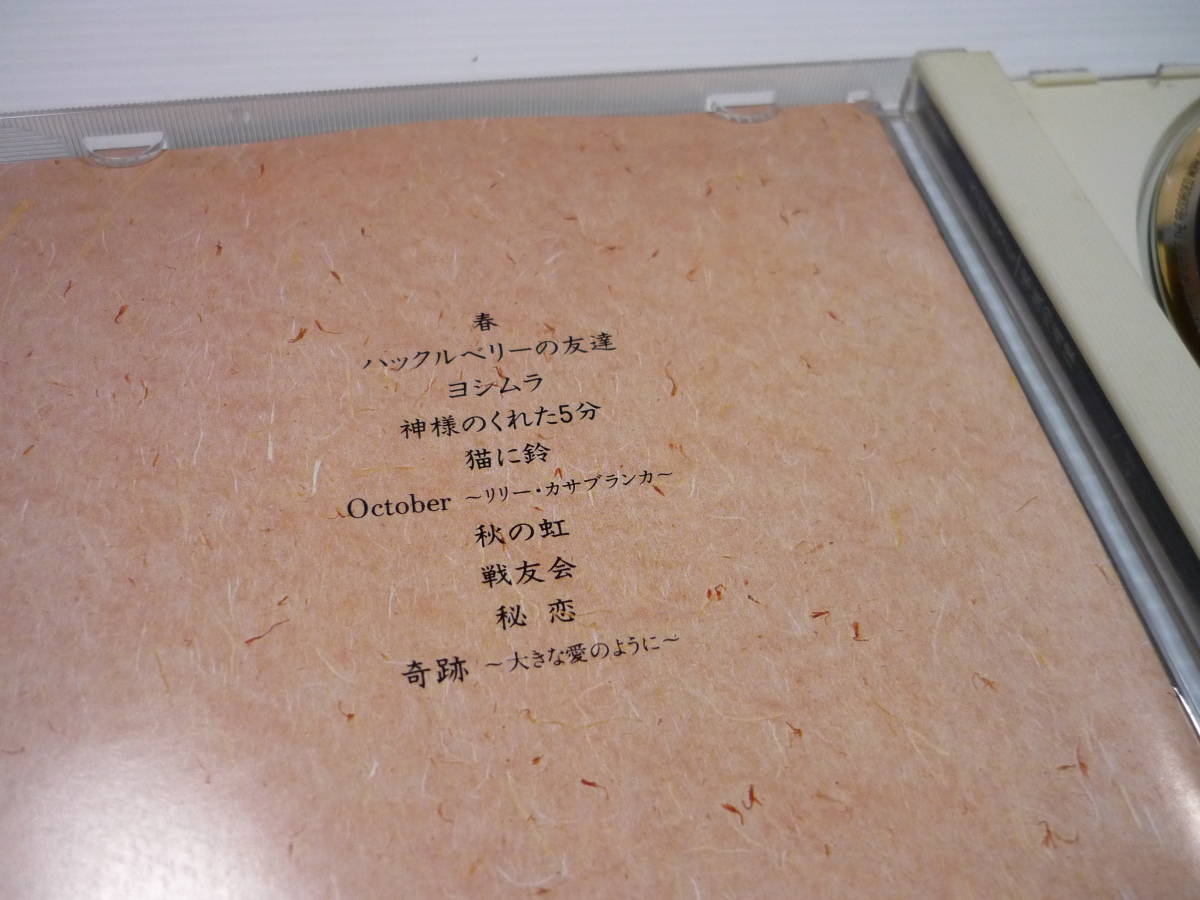 春
ハックルベリーの友達
ヨシムラ
神様のくれた5分
猫に鈴
October ～リリー・カサブランカ～
秋の虹
戦友会
秘恋
奇跡 ～大きな愛のように～